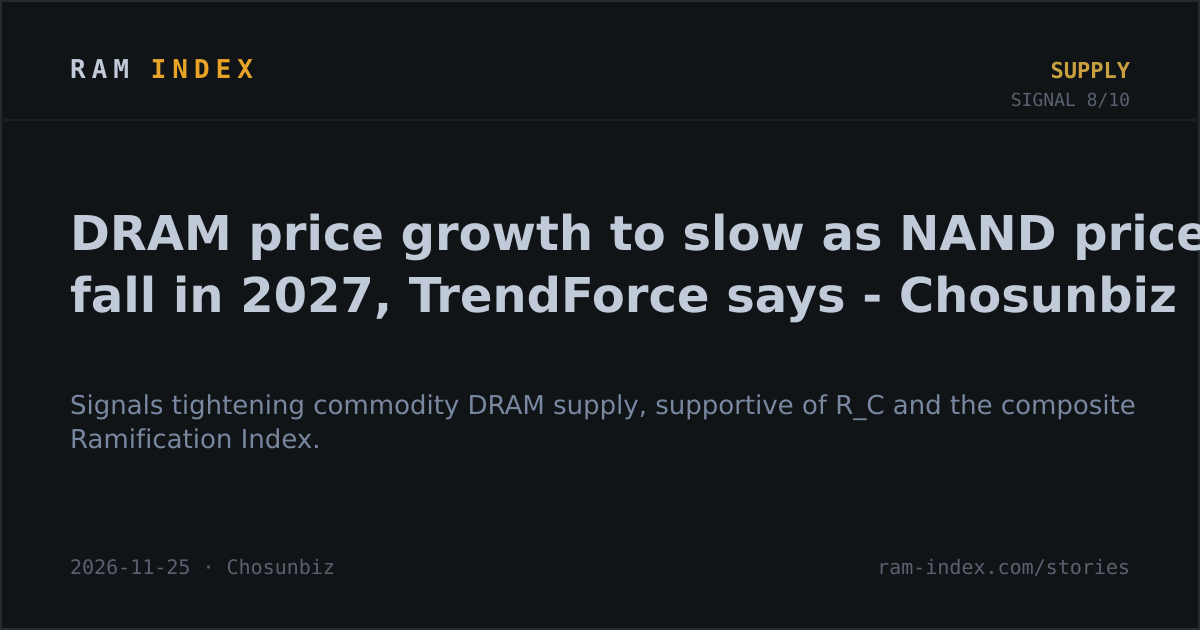 RAM INDEX
SUPPLY
SIGNAL 8/10
DRAM price growth to slow as NAND price
fall in 2027, TrendForce says - Chosunbiz
Signals tightening commodity DRAM supply, supportive of R_C and the composite
Ramification Index.
2026-11-25 · Chosunbiz
ram-index.com/stories